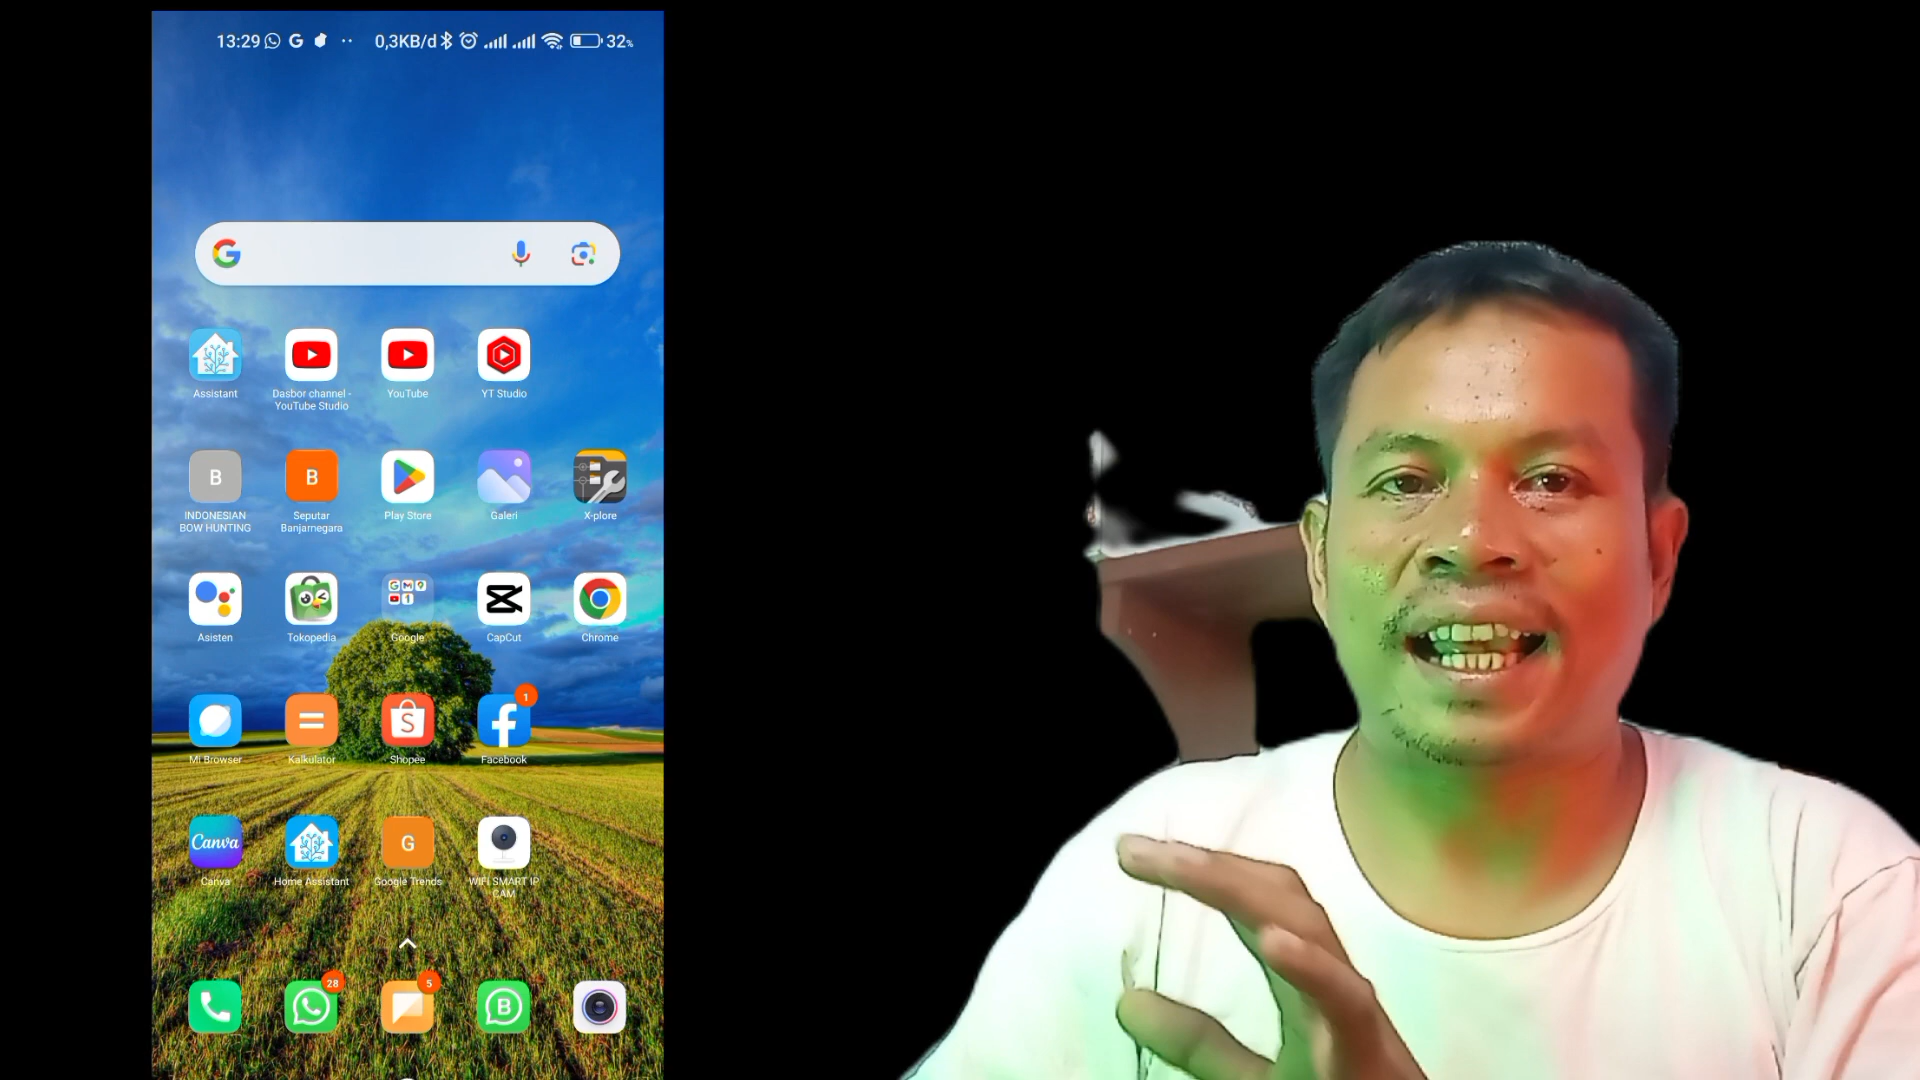 13:29 0,3KB/d 32%
Assistant
Dasbor channel -
YouTube Studio
YouTube
YT Studio
B
INDONESIAN
BOW HUNTING
B
Seputar
Banjarnegara
Play Store
Galeri
X-plore
Asisten
Tokopedia
Google
CapCut
Chrome
Mi Browser
Kalkulator
Shopee
1
Facebook
Canva
Canva
Home Assistant
G
Google Trends
WIFI SMART IP
CAM
28
5
B